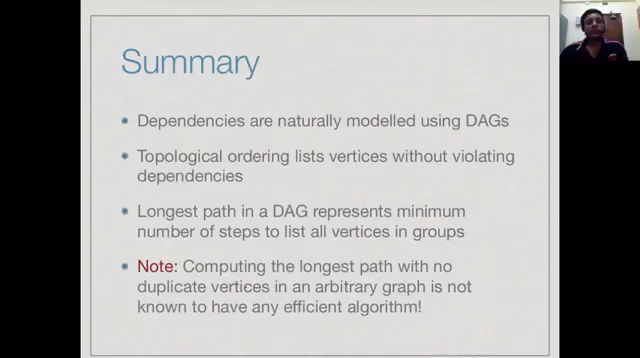 Summary
Dependencies are naturally modelled using DAGs
Topological ordering lists vertices without violating
dependencies
Longest path in a DAG represents minimum
number of steps to list all vertices in groups
Note: Computing the longest path with no
duplicate vertices in an arbitrary graph is not
known to have any efficient algorithm!